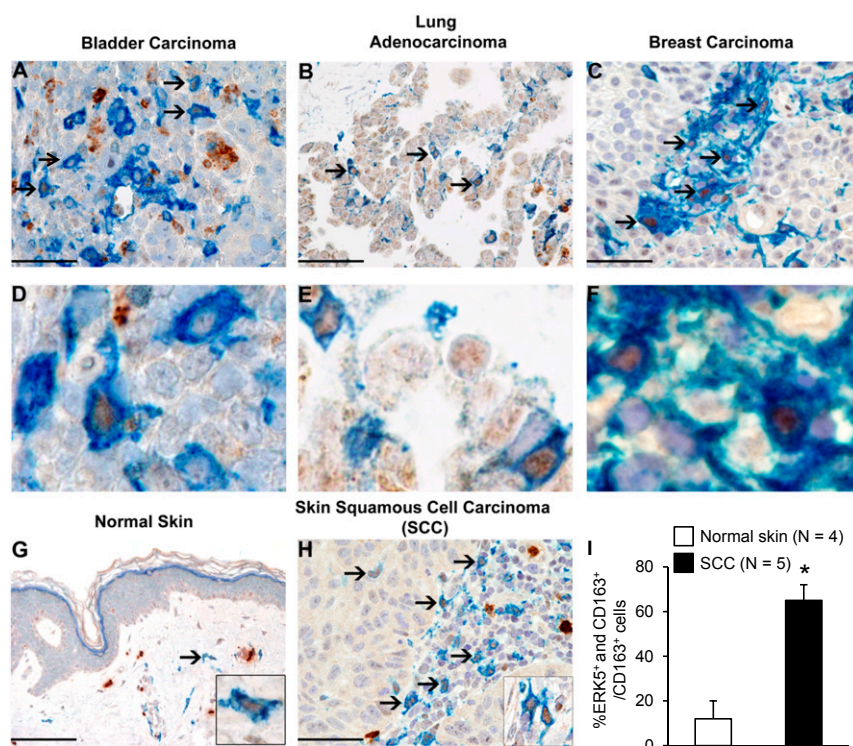 Bladder Carcinoma
Lung
Adenocarcinoma
Breast Carcinoma
A
B
C
D
E
F
Normal Skin
Skin Squamous Cell Carcinoma
(SCC)
G
H
I
Normal skin (N = 4)
SCC (N = 5)
%ERK5⁺ and CD163⁺
/CD163⁺ cells
80
60
40
20
0
*